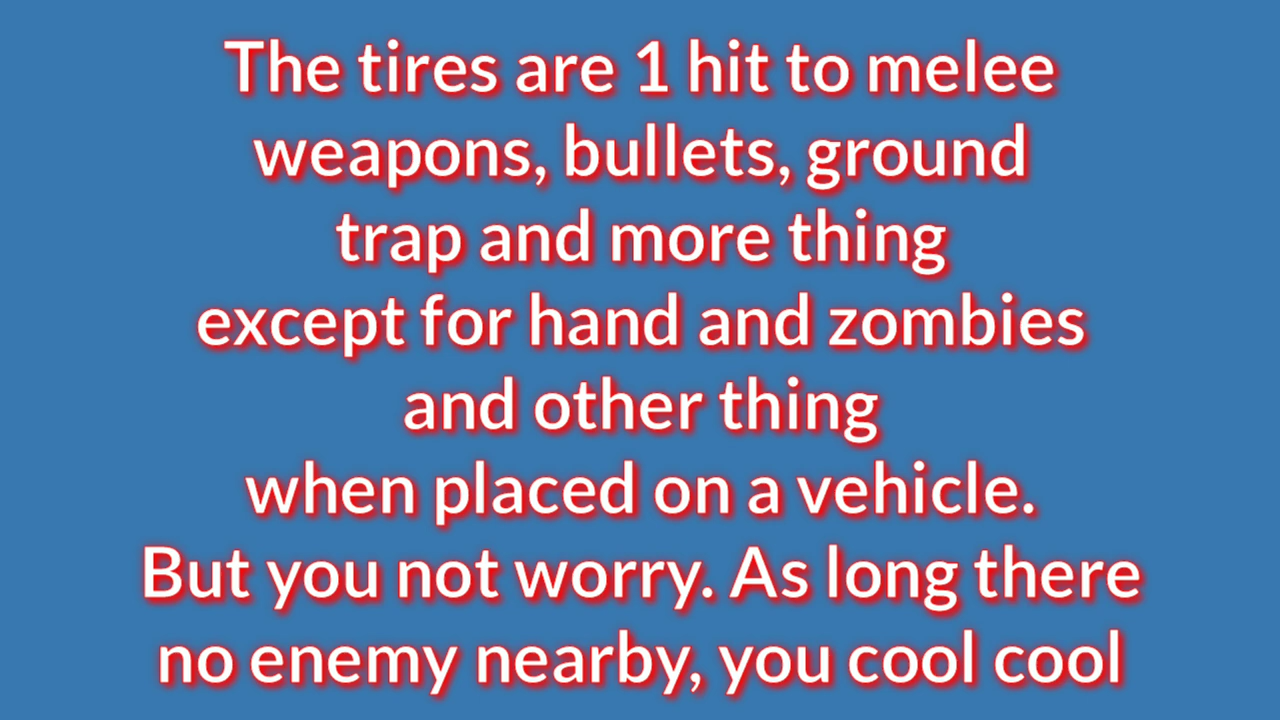 The tires are 1 hit to melee
weapons, bullets, ground
trap and more thing
except for hand and zombies
and other thing
when placed on a vehicle.
But you not worry. As long there
no enemy nearby, you cool cool